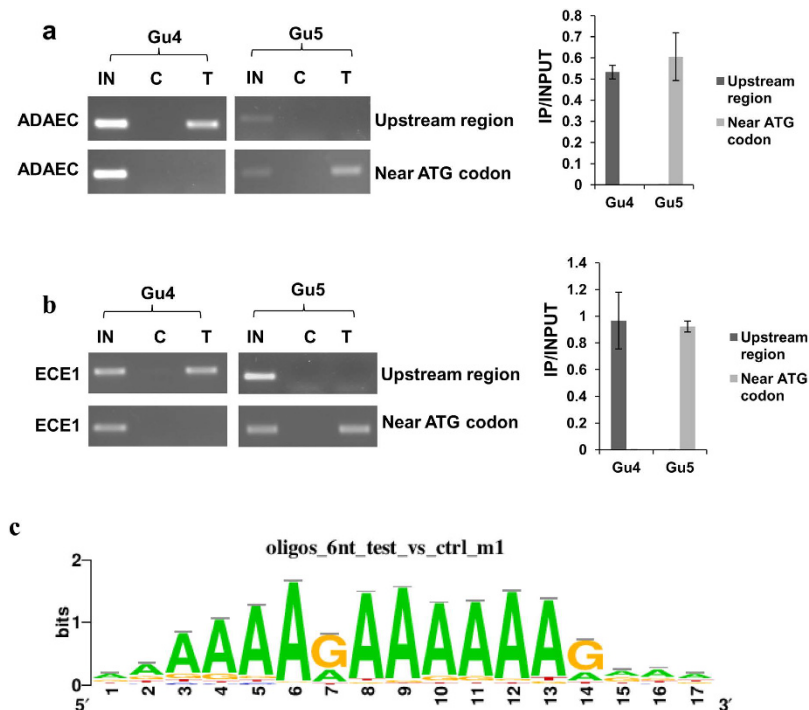 a
Gu4 Gu5
IN C T IN C T
ADAEC Upstream region
ADAEC Near ATG codon
IP/INPUT
0.8
0.7
0.6
0.5
0.4
0.3
0.2
0.1
0
Gu4 Gu5
Upstream
region
Near ATG
codon
b
Gu4 Gu5
IN C T IN C T
ECE1 Upstream region
ECE1 Near ATG codon
IP/INPUT
1.4
1.2
1
0.8
0.6
0.4
0.2
0
Gu4 Gu5
Upstream
region
Near ATG
codon
c
oligos_6nt_test_vs_ctrl_m1
bits
2
1
0
AAAAAAGAAAAAAGAAA
1 2 3 4 5 6 7 8 9 10 11 12 13 14 15 16 17
5′ 3′